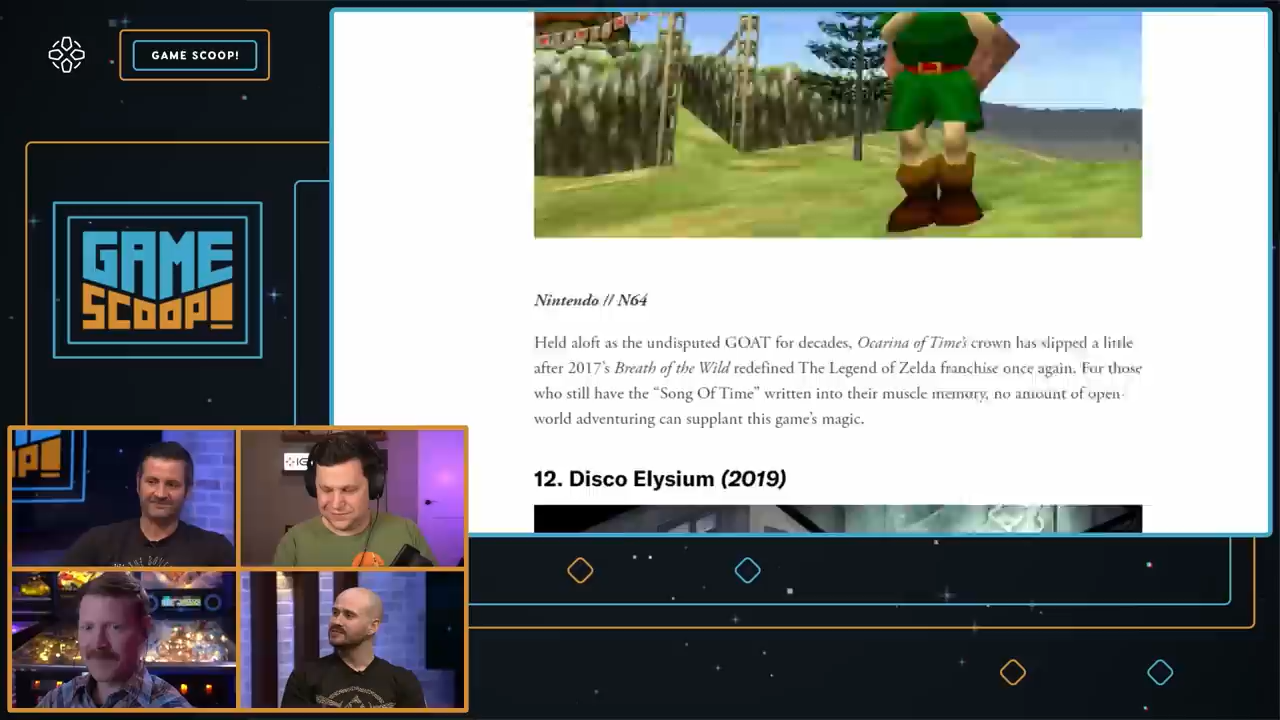 GAME SCOOP!
GAME
SCOOP!
Nintendo // N64
Held aloft as the undisputed GOAT for decades, Ocarina of Time's crown has slipped a little
after 2017's Breath of the Wild redefined The Legend of Zelda franchise once again. For those
who still have the “Song Of Time” written into their muscle memory, no amount of open-
world adventuring can supplant this game's magic.
12. Disco Elysium (2019)
IG